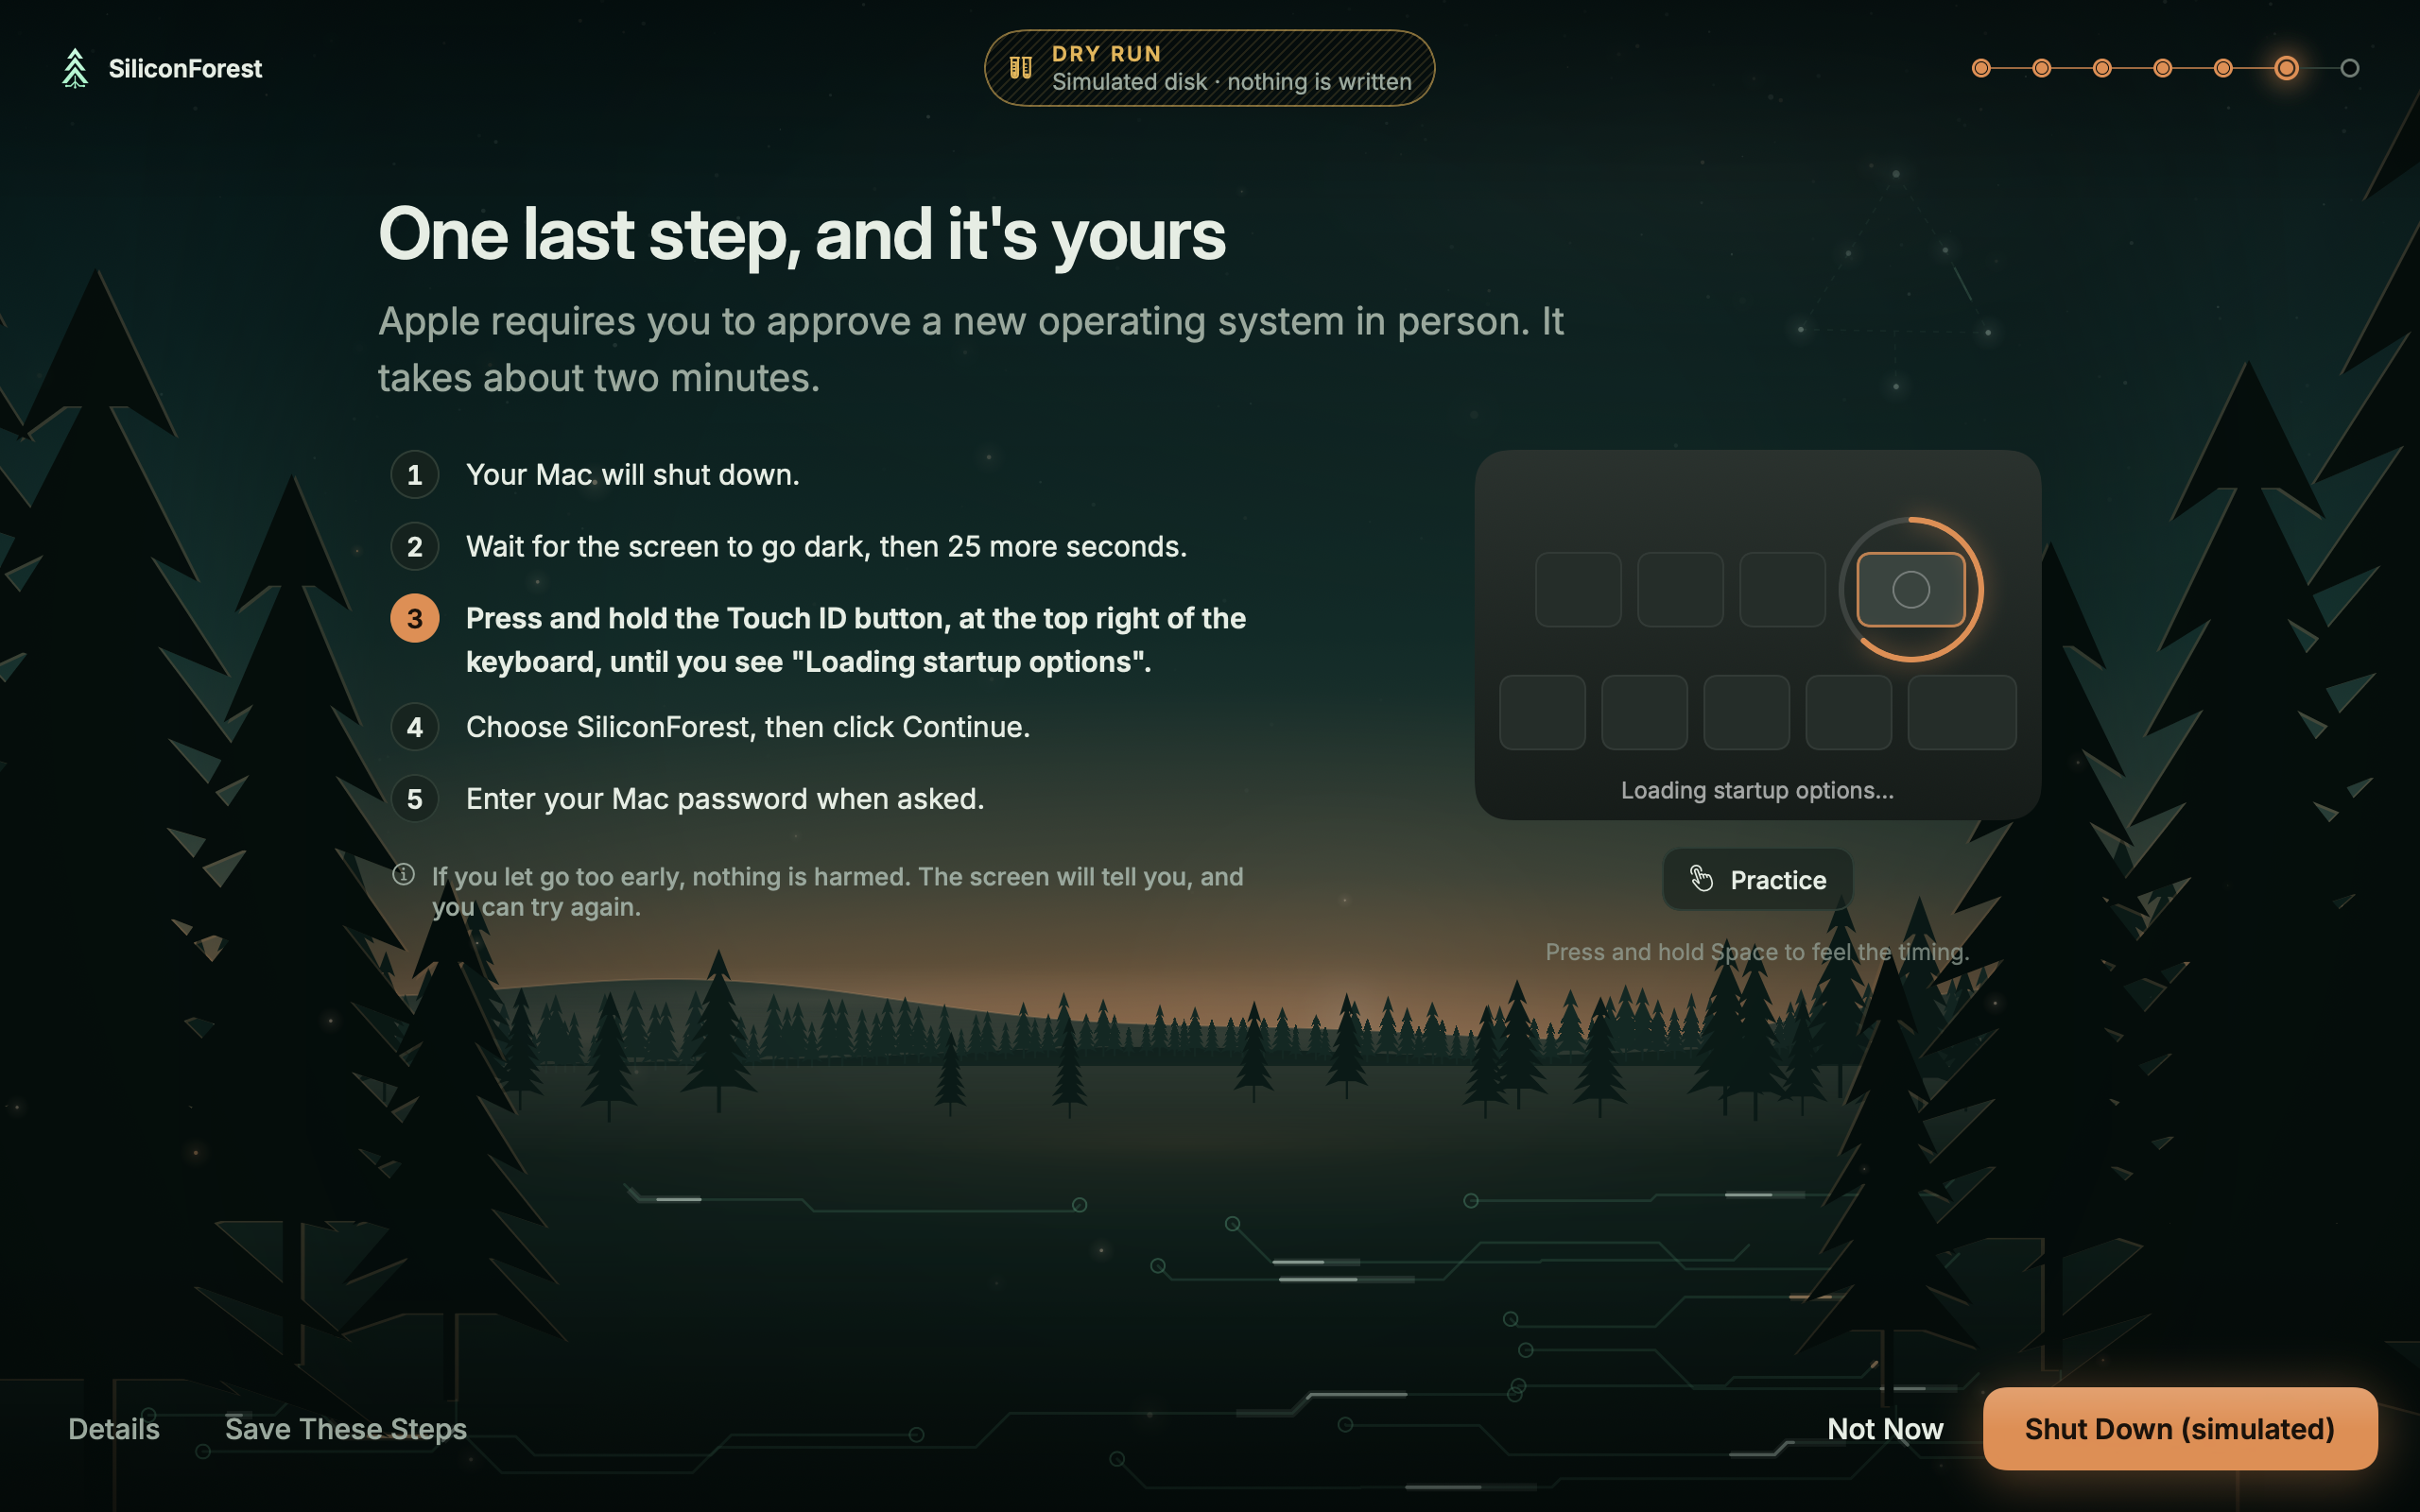 SiliconForest
DRY RUN
Simulated disk · nothing is written
One last step, and it's yours
Apple requires you to approve a new operating system in person. It
takes about two minutes.
1 Your Mac will shut down.
2 Wait for the screen to go dark, then 25 more seconds.
3 Press and hold the Touch ID button, at the top right of the
keyboard, until you see "Loading startup options".
4 Choose SiliconForest, then click Continue.
5 Enter your Mac password when asked.
If you let go too early, nothing is harmed. The screen will tell you, and
you can try again.
Loading startup options...
Practice
Press and hold Space to feel the timing.
Details
Save These Steps
Not Now
Shut Down (simulated)